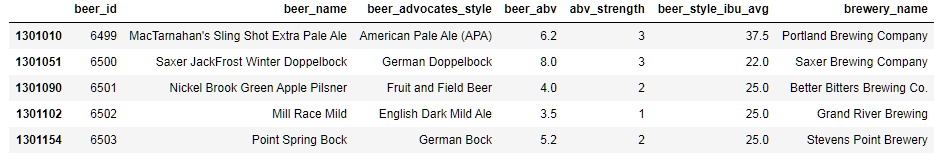 beer_id beer_name beer_advocates_style beer_abv abv_strength beer_style_ibu_avg brewery_name
1301010 6499 MacTarnahan's Sling Shot Extra Pale Ale American Pale Ale (APA) 6.2 3 37.5 Portland Brewing Company
1301051 6500 Saxer JackFrost Winter Doppelbock German Doppelbock 8.0 3 22.0 Saxer Brewing Company
1301090 6501 Nickel Brook Green Apple Pilsner Fruit and Field Beer 4.0 2 25.0 Better Bitters Brewing Co.
1301102 6502 Mill Race Mild English Dark Mild Ale 3.5 1 25.0 Grand River Brewing
1301154 6503 Point Spring Bock German Bock 5.2 2 25.0 Stevens Point Brewery